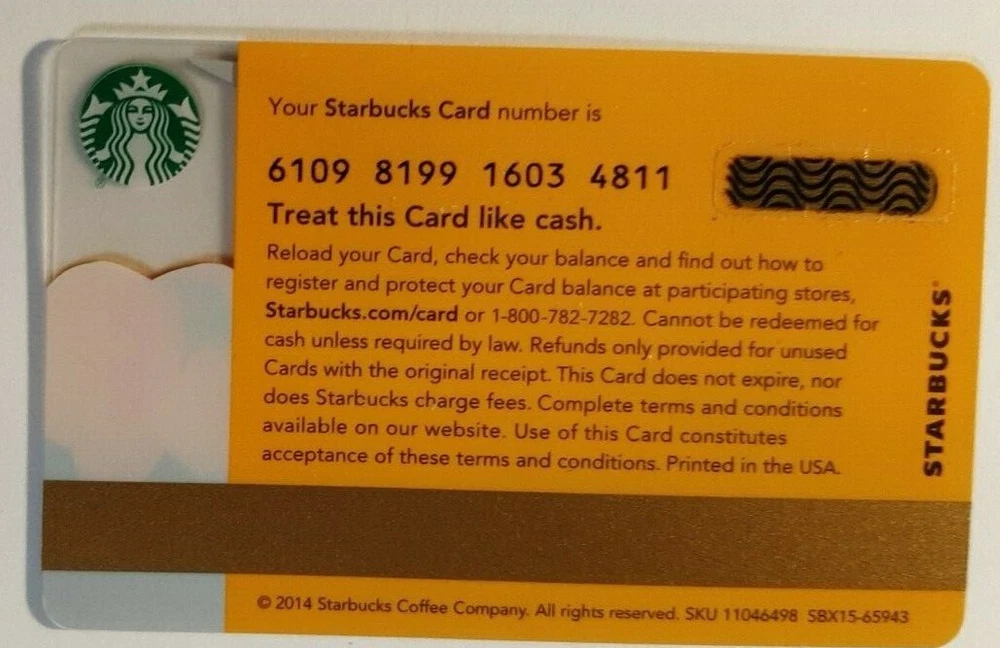 Your Starbucks Card number is
6109 8199 1603 4811
Treat this Card like cash.
Reload your Card, check your balance and find out how to
register and protect your Card balance at participating stores,
Starbucks.com/card or 1-800-782-7282. Cannot be redeemed for
cash unless required by law. Refunds only provided for unused
Cards with the original receipt. This Card does not expire, nor
does Starbucks charge fees. Complete terms and conditions
available on our website. Use of this Card constitutes
acceptance of these terms and conditions. Printed in the USA.
STARBUCKS®
© 2014 Starbucks Coffee Company. All rights reserved. SKU 11046498 SBX15-65943